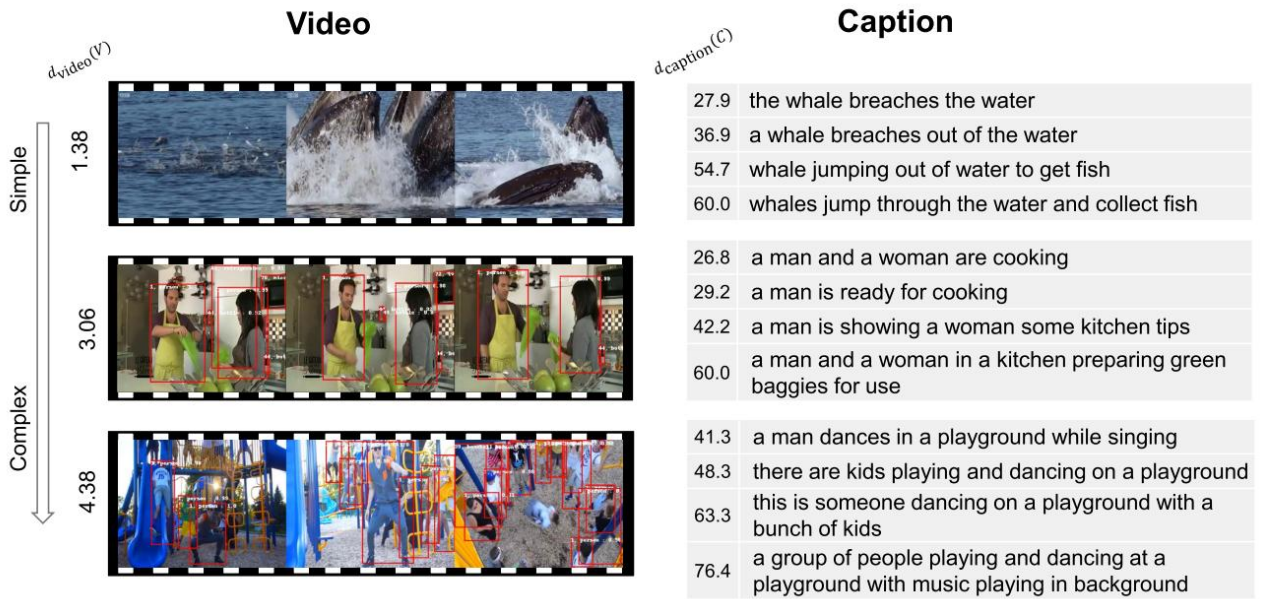 Video
Caption
d_video(V)
d_caption(C)
Simple
Complex
1.38
27.9 the whale breaches the water
36.9 a whale breaches out of the water
54.7 whale jumping out of water to get fish
60.0 whales jump through the water and collect fish
3.06
26.8 a man and a woman are cooking
29.2 a man is ready for cooking
42.2 a man is showing a woman some kitchen tips
60.0 a man and a woman in a kitchen preparing green
baggies for use
4.38
41.3 a man dances in a playground while singing
48.3 there are kids playing and dancing on a playground
63.3 this is someone dancing on a playground with a
bunch of kids
76.4 a group of people playing and dancing at a
playground with music playing in background